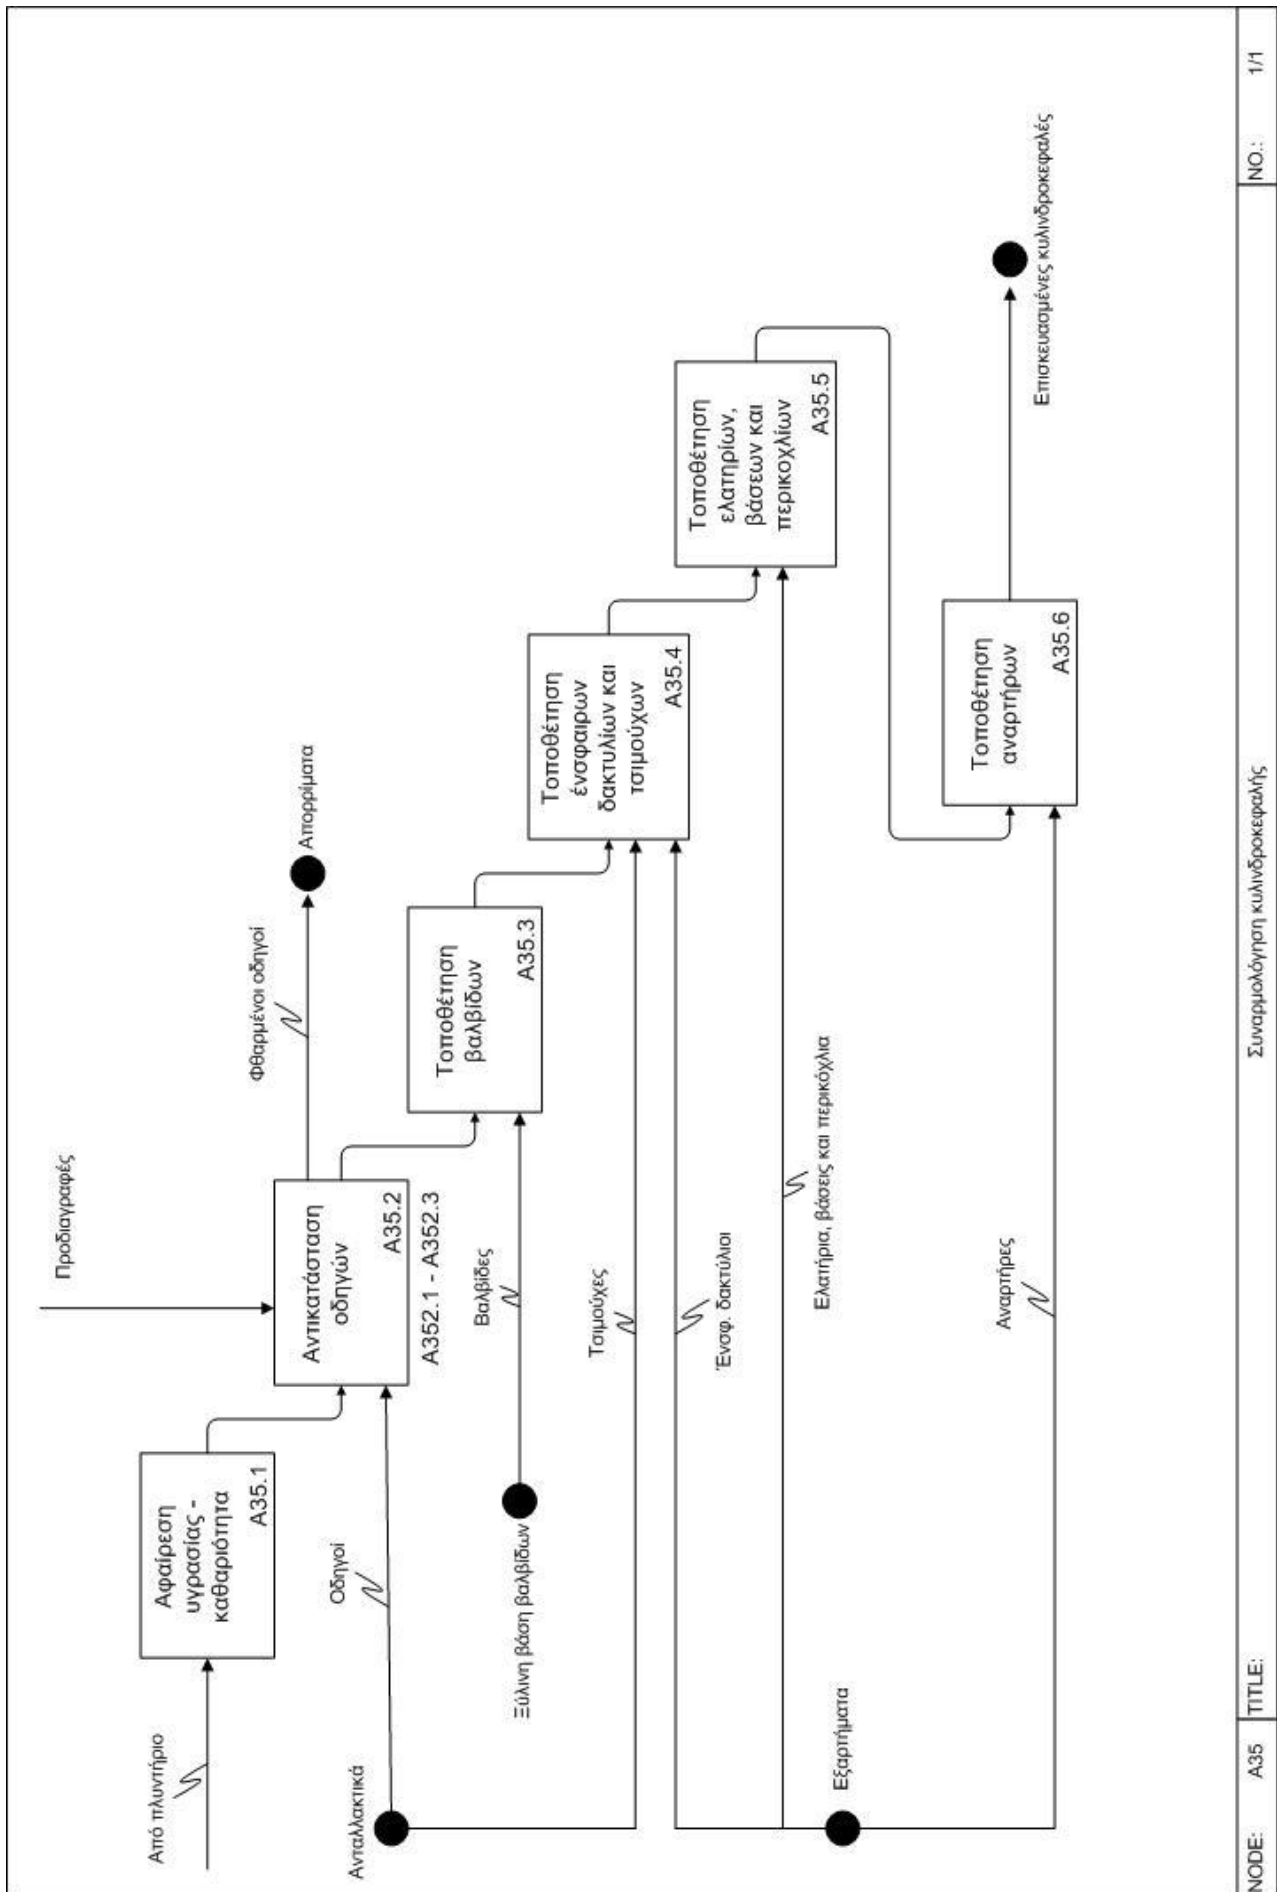 Προδιαγραφές
Από πλυντήριο
Αφαίρεση
υγρασίας -
καθαριότητα
A35.1
Αντικατάσταση
οδηγών
A35.2
A352.1 - A352.3
Φθαρμένοι οδηγοί
Απορρίματα
Οδηγοί
Ανταλλακτικά
Τοποθέτηση
βαλβίδων
A35.3
Βαλβίδες
Ξύλινη βάση βαλβίδων
Τοποθέτηση
ένσφαιρων
δακτυλίων και
τσιμούχων
A35.4
Τσιμούχες
Ένσφ. δακτύλιοι
Τοποθέτηση
ελατηρίων,
βάσεων και
περικοχλίων
A35.5
Ελατήρια, βάσεις και περικόχλια
Εξαρτήματα
Τοποθέτηση
αναρτήρων
A35.6
Αναρτήρες
Επισκευασμένες κυλινδροκεφαλές
NODE: A35 TITLE: Συναρμολόγηση κυλινδροκεφαλής NO.: 1/1